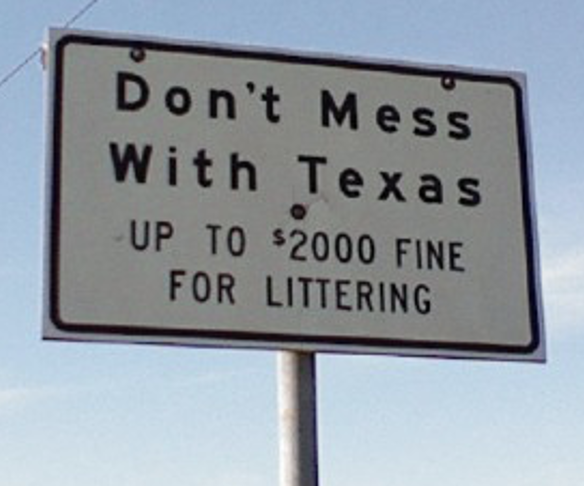 Don't Mess
With Texas
UP TO $2000 FINE
FOR LITTERING